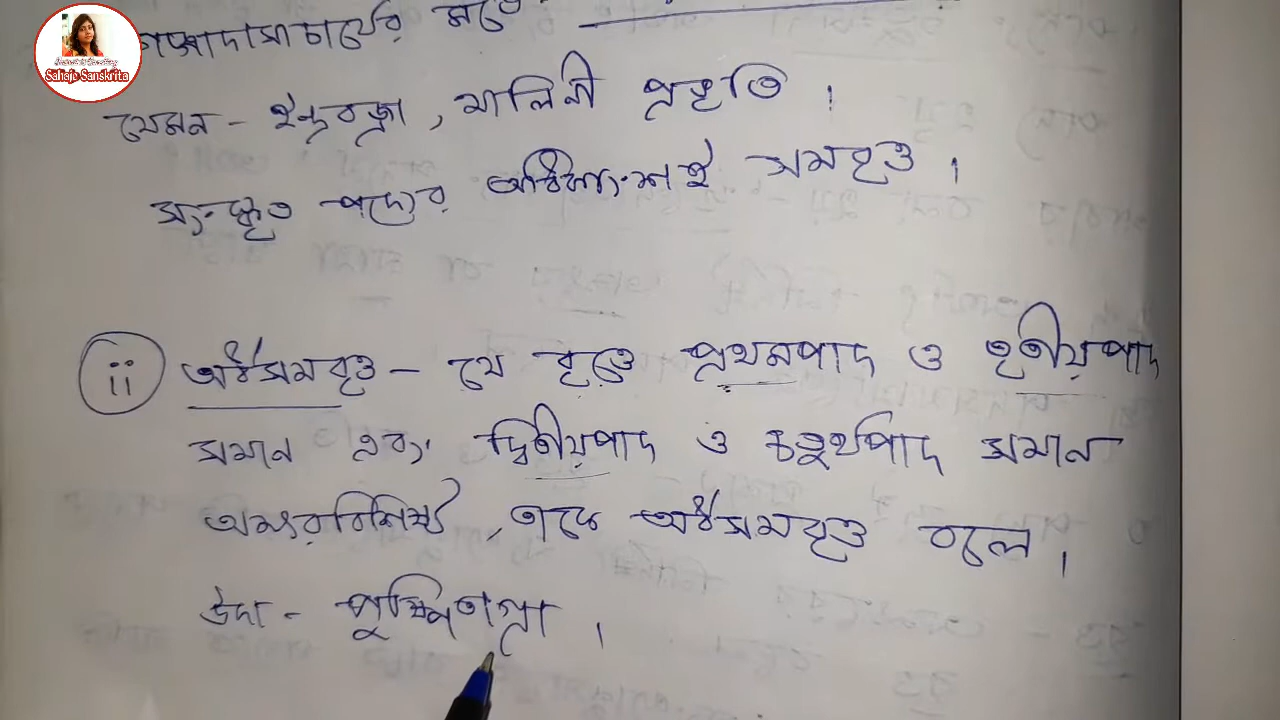 Sahaja Sanskrita
মতে
যেমন - ইন্দ্রবজ্রা, মালিনী প্রভৃতি।
সংস্কৃত পদ্যের অধিকাংশই সমবৃত্ত।
ii অর্ধসমবৃত্ত - যে বৃত্তে প্রথমপাদ ও তৃতীয়পাদ
সমান এবং দ্বিতীয়পাদ ও চতুর্থপাদ সমান
অক্ষরবিশিষ্ট, তাকে অর্ধসমবৃত্ত বলে।
উদা - পুষ্পিতাগ্রা।